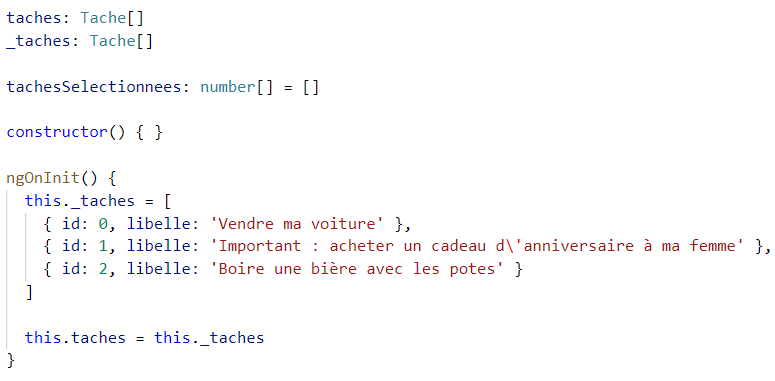 taches: Tache[]
_taches: Tache[]
tachesSelectionnees: number[] = []
constructor() { }
ngOnInit() {
this._taches = [
{ id: 0, libelle: 'Vendre ma voiture' },
{ id: 1, libelle: 'Important : acheter un cadeau d\'anniversaire à ma femme' },
{ id: 2, libelle: 'Boire une bière avec les potes' }
]
this.taches = this._taches
}